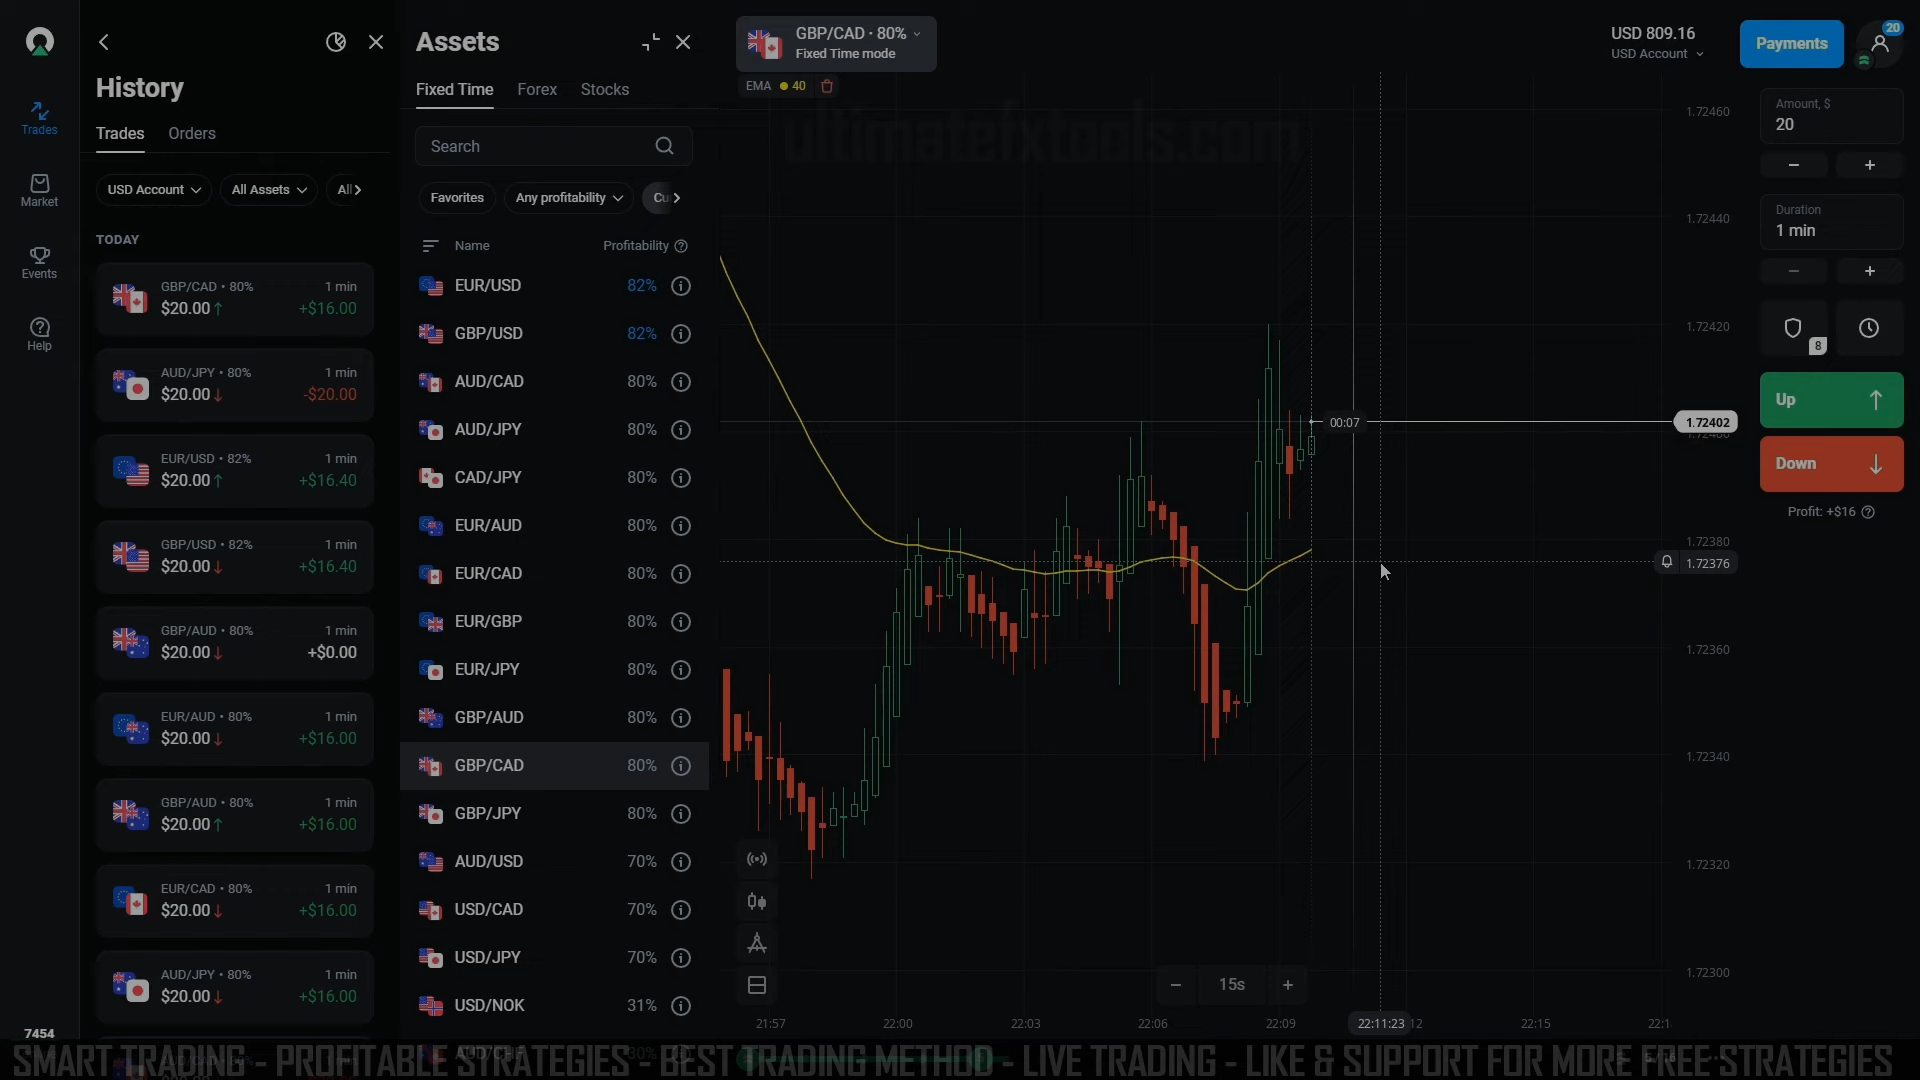 History
Trades
Orders
USD Account
All Assets
All
TODAY
GBP/CAD • 80%
1 min
$20.00↑
+$16.00
AUD/JPY • 80%
1 min
$20.00↓
-$20.00
EUR/USD • 82%
1 min
$20.00↑
+$16.40
GBP/USD • 82%
1 min
$20.00↓
+$16.40
GBP/AUD • 80%
1 min
$20.00↓
+$0.00
EUR/AUD • 80%
1 min
$20.00↓
+$16.00
GBP/AUD • 80%
1 min
$20.00↑
+$16.00
EUR/CAD • 80%
1 min
$20.00↓
+$16.00
AUD/JPY • 80%
1 min
$20.00↓
+$16.00
Trades
Market
Events
Help
7454
Assets
Fixed Time
Forex
Stocks
Search
Favorites
Any profitability
Cu
Name
Profitability
EUR/USD 82%
GBP/USD 82%
AUD/CAD 80%
AUD/JPY 80%
CAD/JPY 80%
EUR/AUD 80%
EUR/CAD 80%
EUR/GBP 80%
EUR/JPY 80%
GBP/AUD 80%
GBP/CAD 80%
GBP/JPY 80%
AUD/USD 70%
USD/CAD 70%
USD/JPY 70%
USD/NOK 31%
GBP/CAD • 80%
Fixed Time mode
EMA 40
ultimatefxtools.com
00:07
15s
21:57
22:00
22:03
22:06
22:09
22:11:23
12
22:15
22:1
1.72460
1.72440
1.72420
1.72402
1.72380
1.72376
1.72360
1.72340
1.72320
1.72300
USD 809.16
USD Account
Payments
20
Amount, $
20
Duration
1 min
8
Up
Down
Profit: +$16
SMART TRADING - PROFITABLE STRATEGIES - BEST TRADING METHOD - LIVE TRADING - LIKE & SUPPORT FOR MORE FREE STRATEGIES